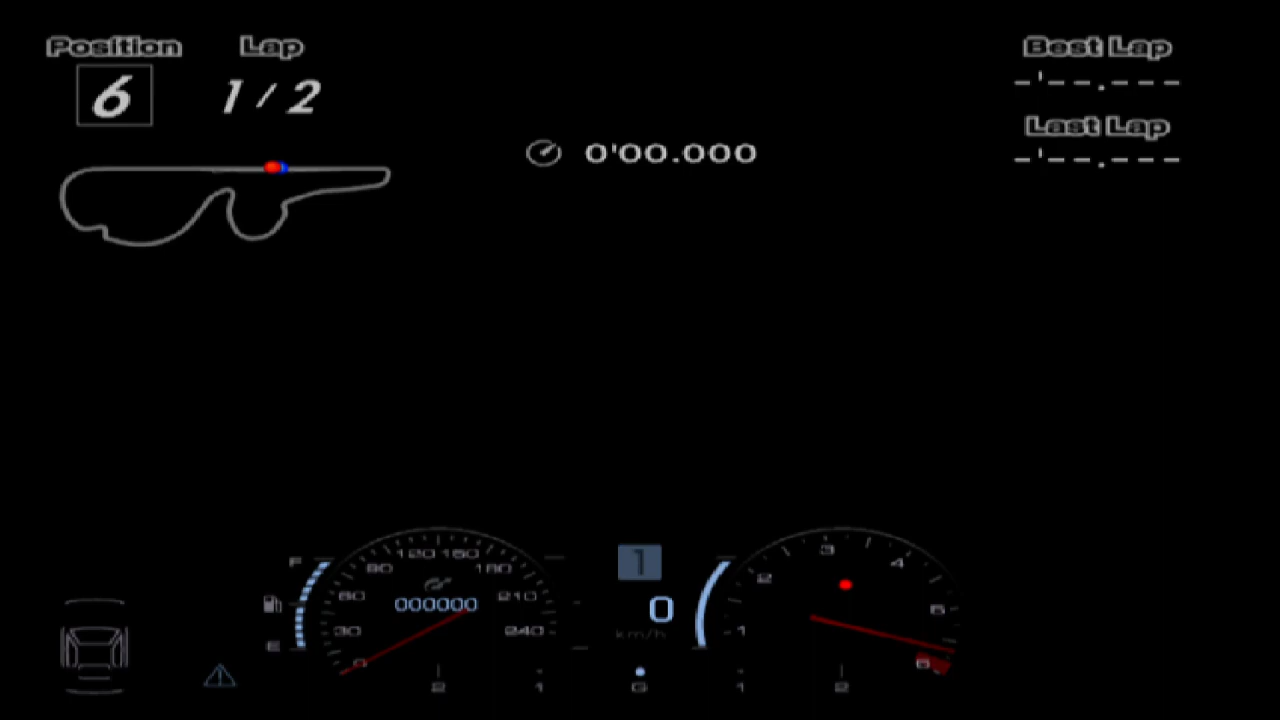 Position Lap Best Lap
6 1/2 -'--.---
Last Lap
0'00.000 -'--.---
F 120 150 1 3
80 180 2 4
60 000000 210 0 5
30 240 km/h 1
E
0 6
2 1 G 1 2